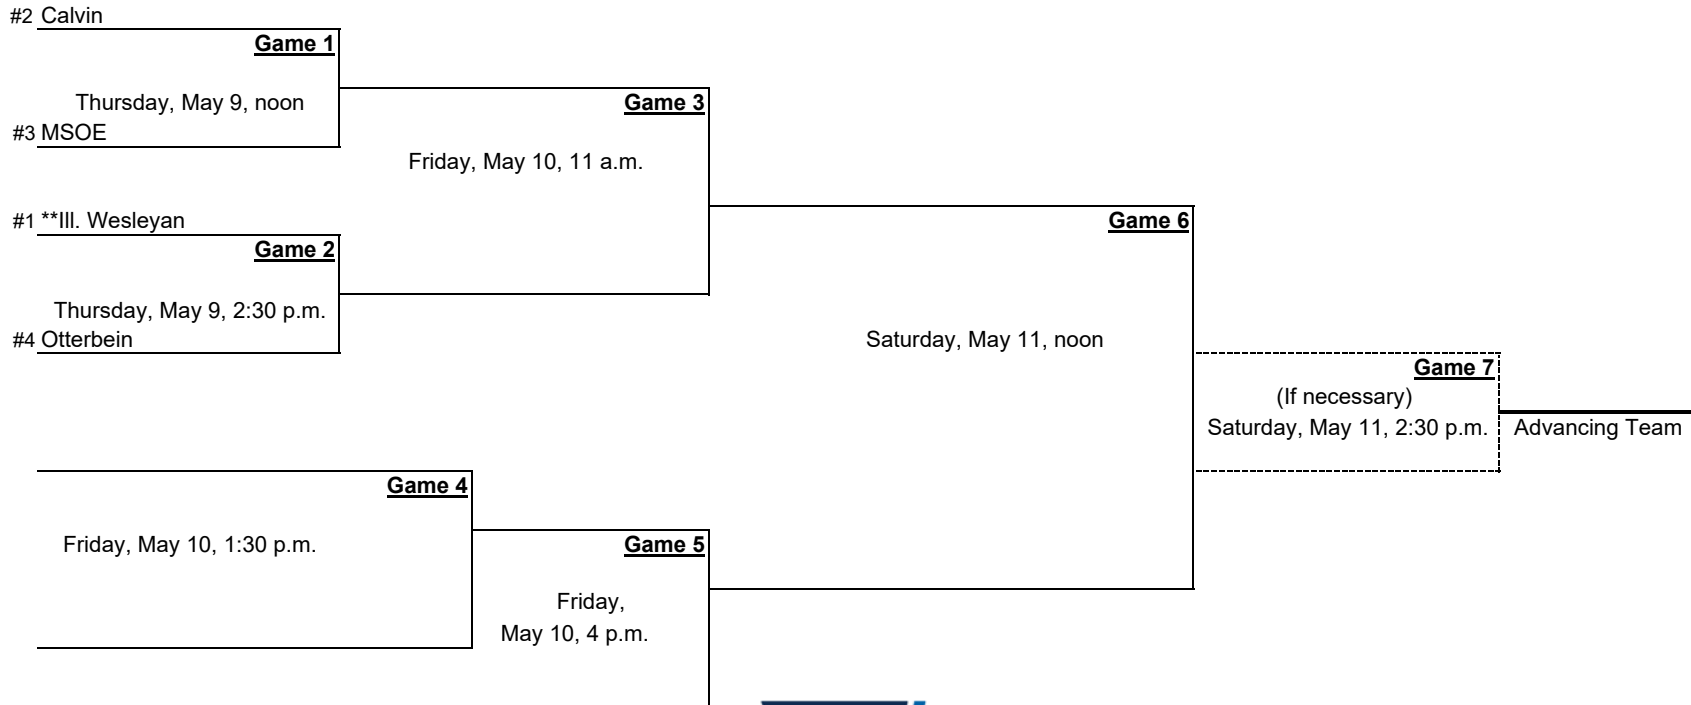 #2 Calvin
Game 1
Thursday, May 9, noon
#3 MSOE
Game 3
Friday, May 10, 11 a.m.
#1 **Ill. Wesleyan
Game 2
Thursday, May 9, 2:30 p.m.
#4 Otterbein
Game 6
Saturday, May 11, noon
Game 7
(If necessary)
Saturday, May 11, 2:30 p.m.
Advancing Team
Game 4
Friday, May 10, 1:30 p.m.
Game 5
Friday,
May 10, 4 p.m.